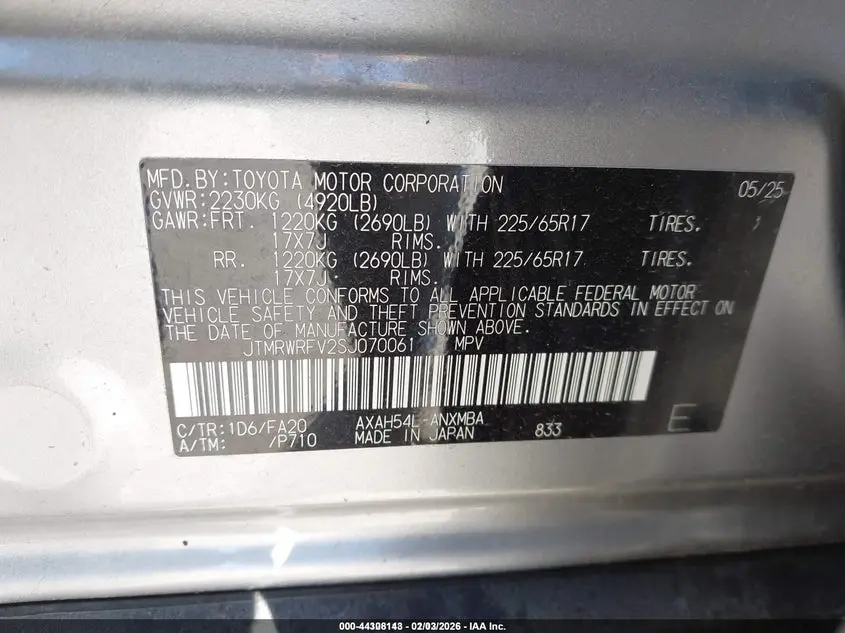 MFD.BY:TOYOTA MOTOR CORPORATION 05/25
GVWR:2230KG (4920LB)
GAWR:FRT. 1220KG (2690LB) WITH 225/65R17 TIRES.
17X7J RIMS.
RR. 1220KG (2690LB) WITH 225/65R17 TIRES.
17X7J RIMS.
THIS VEHICLE CONFORMS TO ALL APPLICABLE FEDERAL MOTOR
VEHICLE SAFETY AND THEFT PREVENTION STANDARDS IN EFFECT ON
THE DATE OF MANUFACTURE SHOWN ABOVE.
JTMRWRFV2SJ070061 MPV
C/TR:1D6/FA20 AXAH54L-ANXMBA
A/TM: /P710 MADE IN JAPAN 833 E
000-44308148 - 02/03/2026 - IAA Inc.